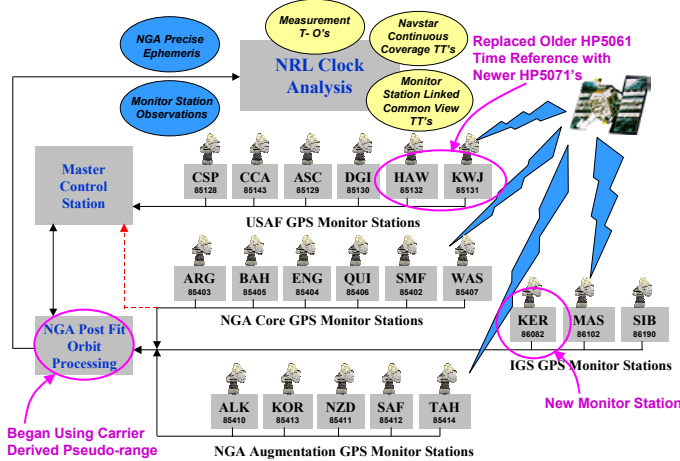 NGA Precise
Ephemeris
Monitor Station
Observations
NRL Clock
Analysis
Measurement
T- O's
Navstar
Continuous
Coverage TT's
Monitor
Station Linked
Common View
TT's
Replaced Older HP5061
Time Reference with
Newer HP5071's
Master
Control
Station
CSP
85128
CCA
85143
ASC
85129
DGI
85130
HAW
85132
KWJ
85131
USAF GPS Monitor Stations
ARG
85403
BAH
85405
ENG
85404
QUI
85406
SMF
85402
WAS
85407
NGA Core GPS Monitor Stations
KER
86082
MAS
86102
SIB
86190
IGS GPS Monitor Stations
NGA Post Fit
Orbit
Processing
New Monitor Station
ALK
85410
KOR
85413
NZD
85411
SAF
85412
TAH
85414
NGA Augmentation GPS Monitor Stations
Began Using Carrier
Derived Pseudo-range